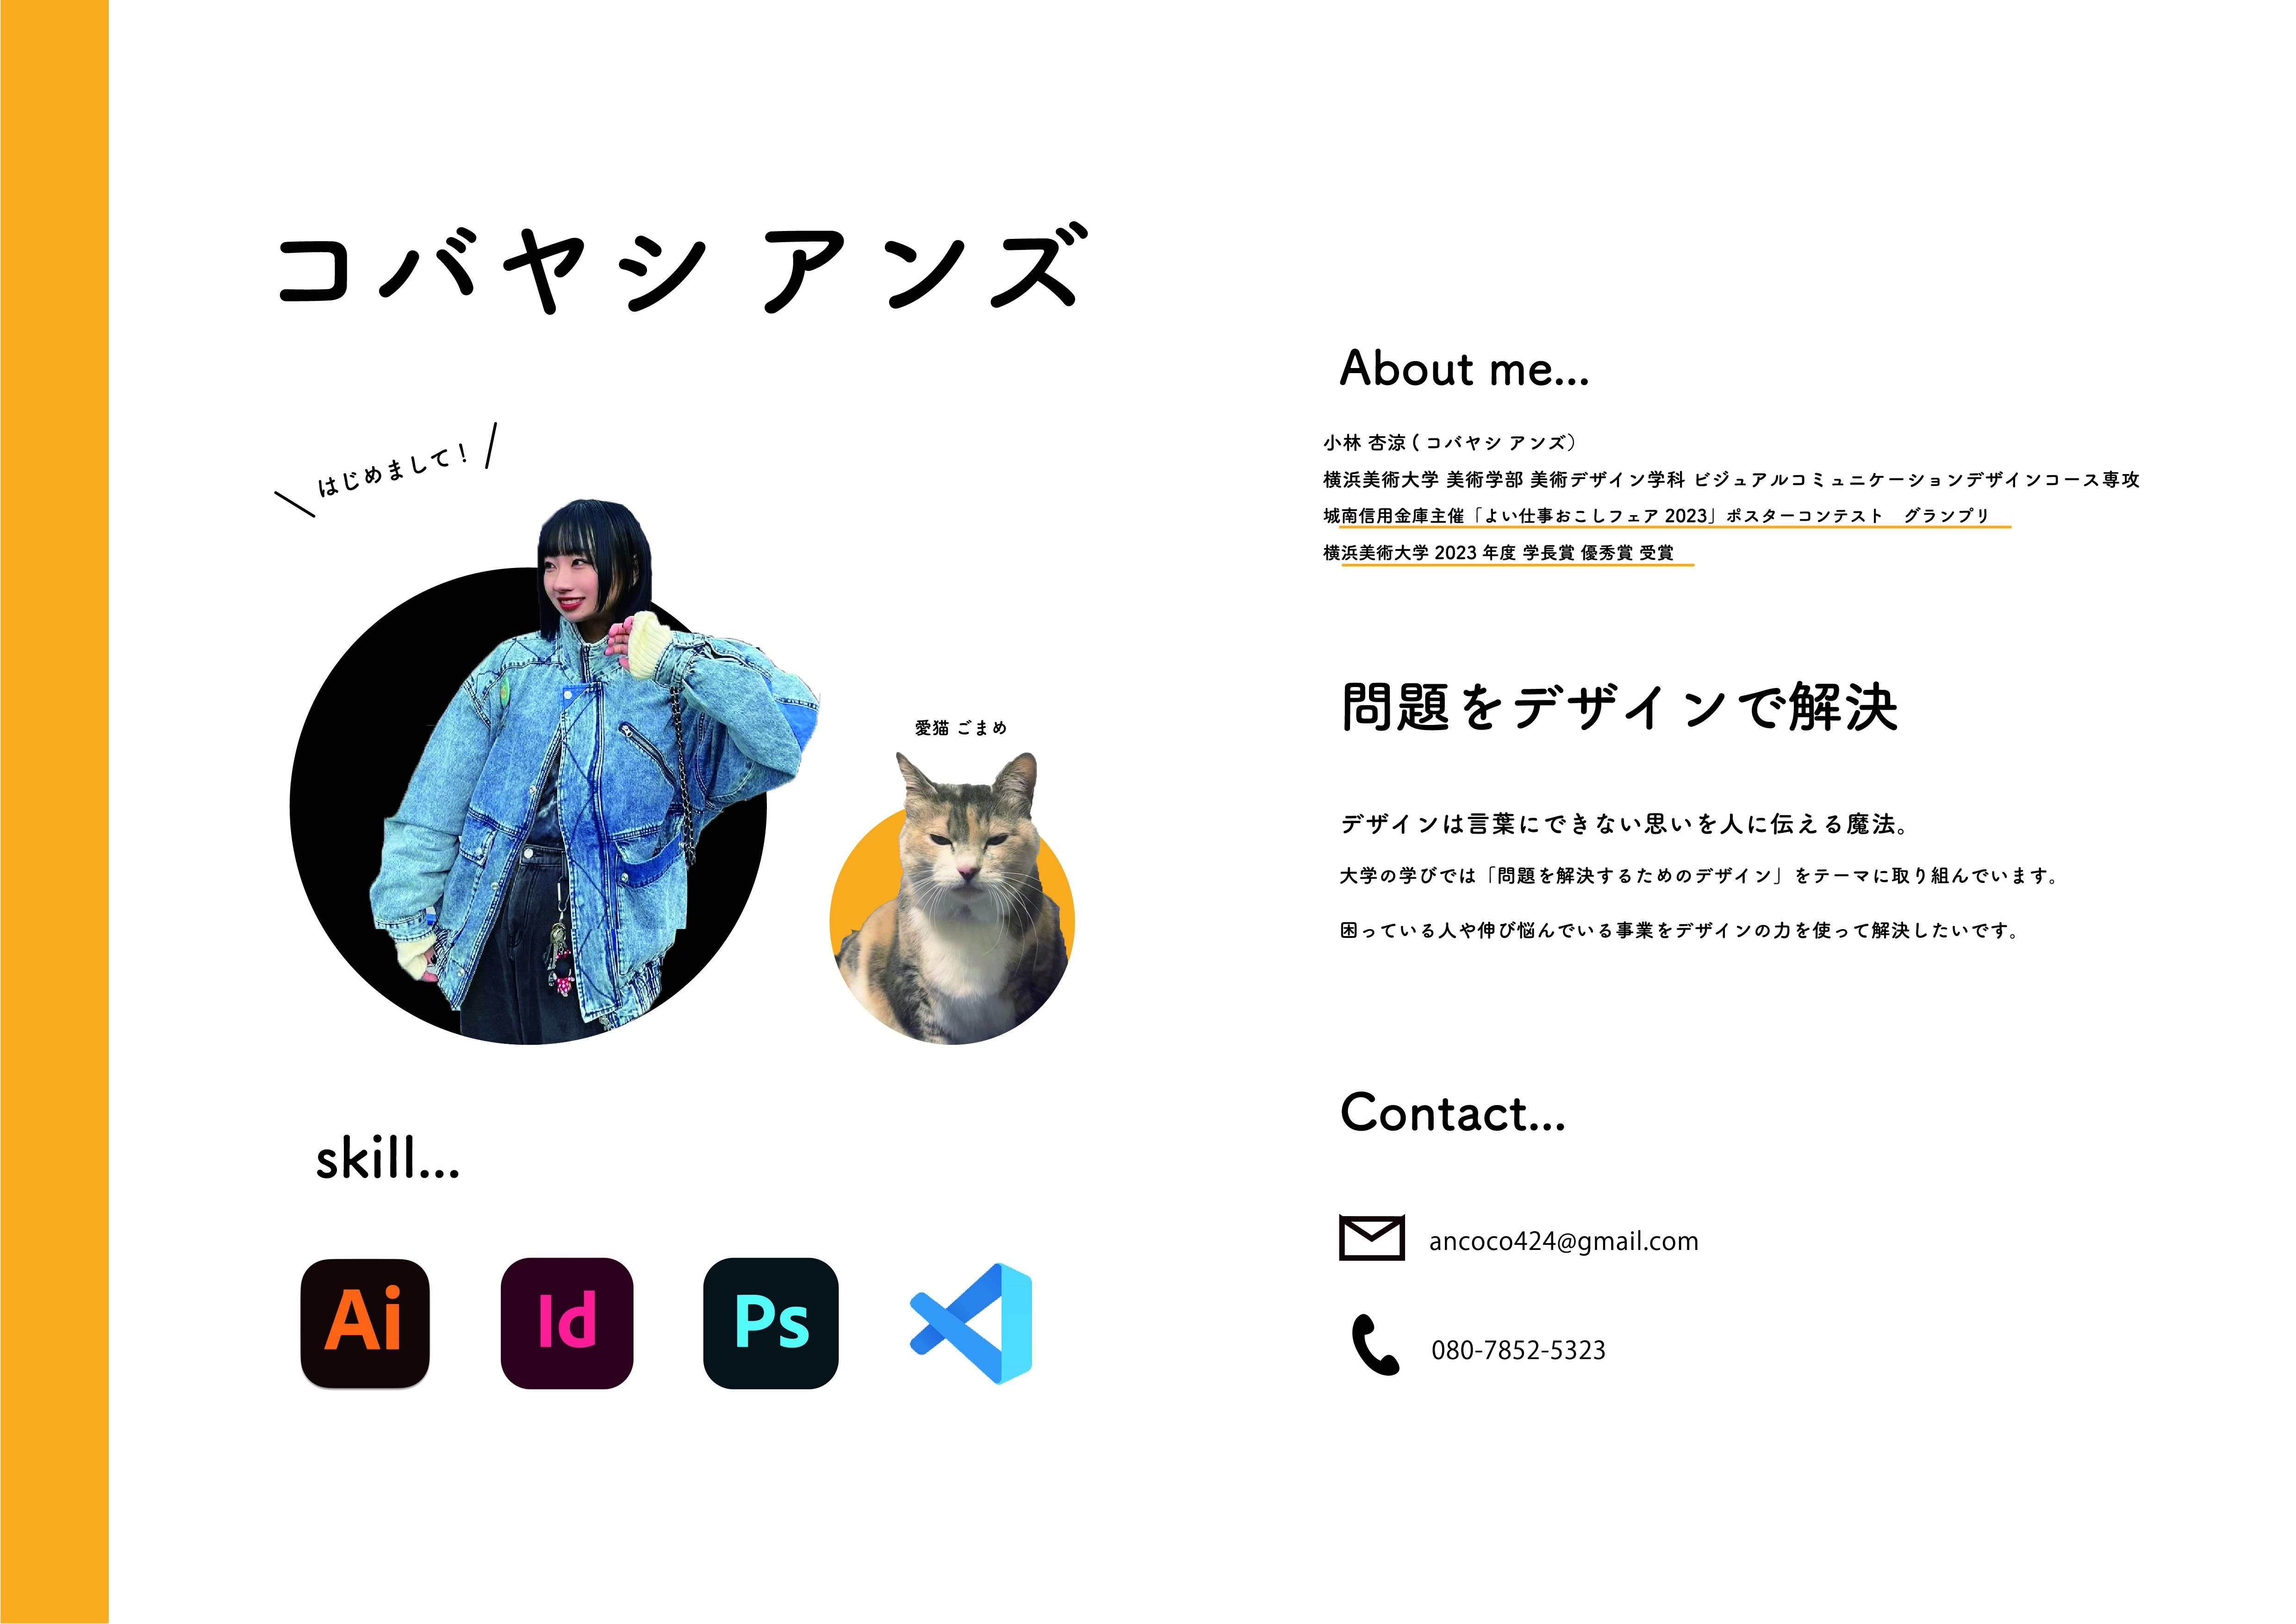 コバヤシ アンズ
はじめまして！
愛猫 ごまめ
skill...
Ai
Id
Ps
About me...
小林 杏涼 ( コバヤシ アンズ）
横浜美術大学 美術学部 美術デザイン学科 ビジュアルコミュニケーションデザインコース専攻
城南信用金庫主催「よい仕事おこしフェア 2023」ポスターコンテスト　グランプリ
横浜美術大学 2023 年度 学長賞 優秀賞 受賞
問題をデザインで解決
デザインは言葉にできない思いを人に伝える魔法。
大学の学びでは「問題を解決するためのデザイン」をテーマに取り組んでいます。
困っている人や伸び悩んでいる事業をデザインの力を使って解決したいです。
Contact...
ancoco424@gmail.com
080-7852-5323